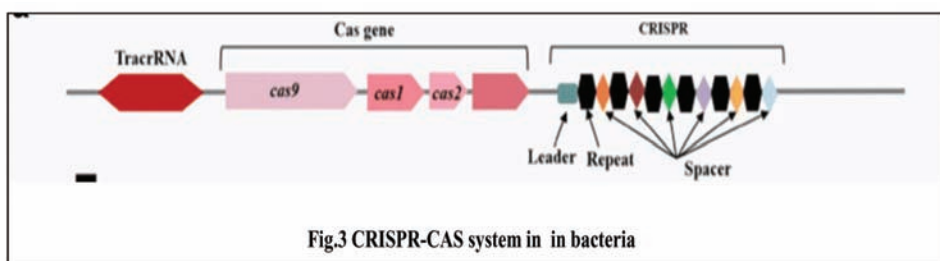 Cas gene
CRISPR
TracrRNA
cas9
cas1
cas2
Leader
Repeat
Spacer
Fig.3 CRISPR-CAS system in in bacteria